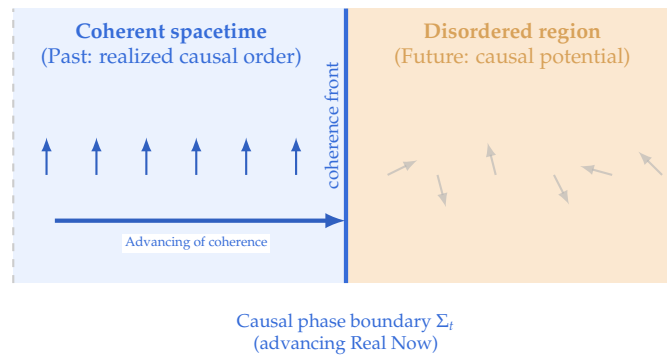 Coherent spacetime
(Past: realized causal order)
Disordered region
(Future: causal potential)
coherence front
Advancing of coherence
Causal phase boundary Σₜ
(advancing Real Now)